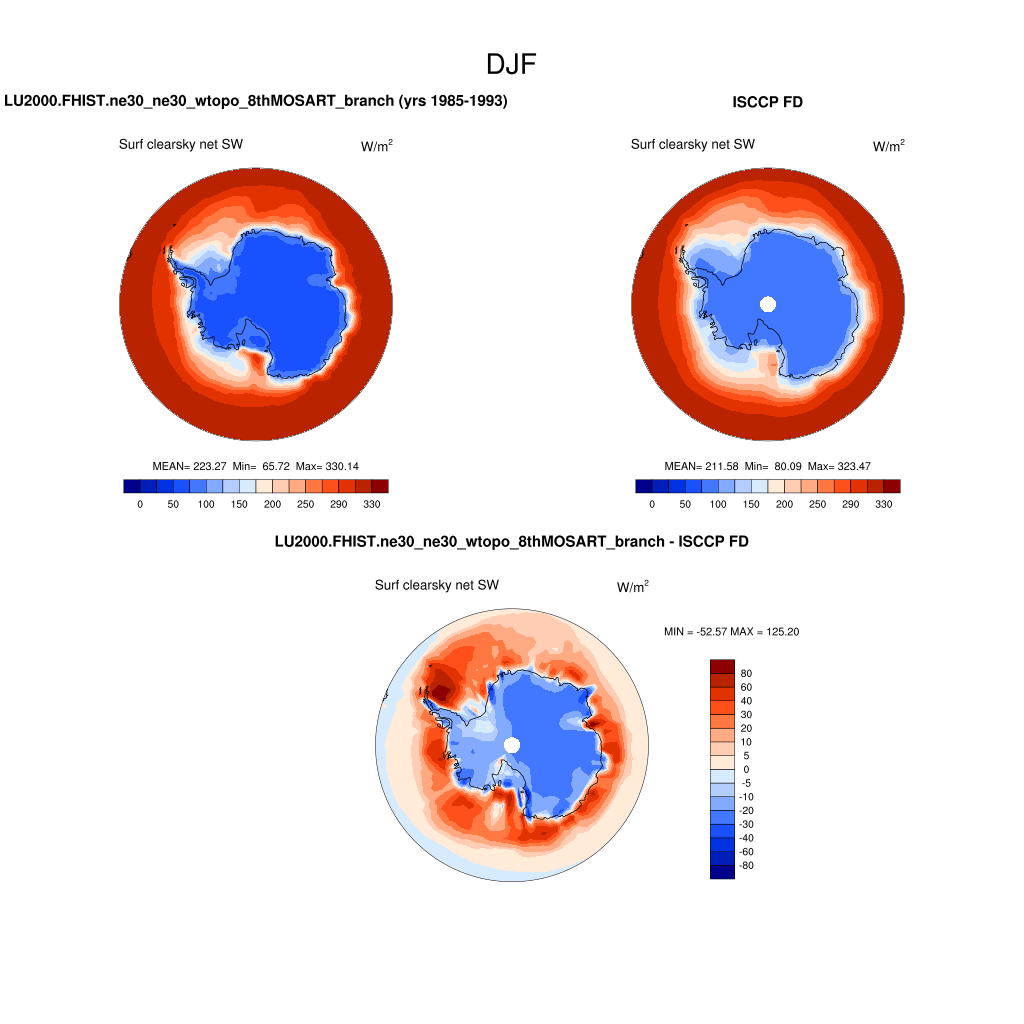 DJF
LU2000.FHIST.ne30_ne30_wtopo_8thMOSART_branch (yrs 1985-1993)
Surf clearsky net SW W/m²
MEAN= 223.27 Min= 65.72 Max= 330.14
0 50 100 150 200 250 290 330
ISCCP FD
Surf clearsky net SW W/m²
MEAN= 211.58 Min= 80.09 Max= 323.47
0 50 100 150 200 250 290 330
LU2000.FHIST.ne30_ne30_wtopo_8thMOSART_branch - ISCCP FD
Surf clearsky net SW W/m²
MIN = -52.57 MAX = 125.20
80
60
40
30
20
10
5
0
-5
-10
-20
-30
-40
-60
-80